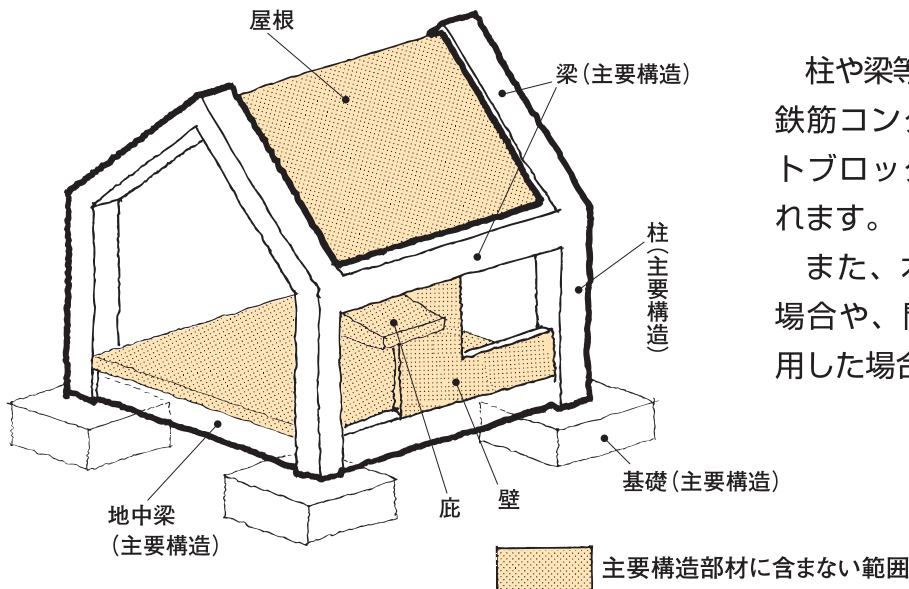 屋根
梁（主要構造）
柱（主要構造）
基礎（主要構造）
壁
庇
地中梁
（主要構造）
主要構造部材に含まない範囲
柱や梁等
鉄筋コンク
トブロック
れます。
また、
場合や、
用した場合